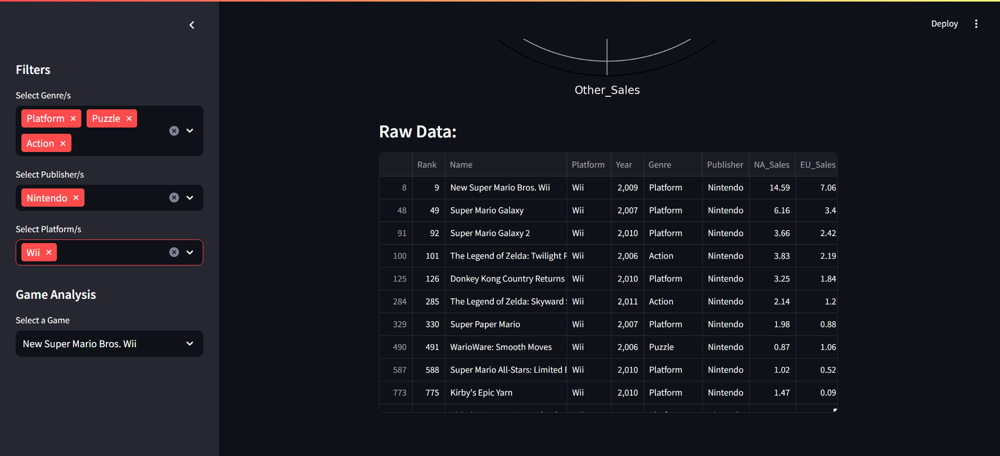 Deploy
Filters
Select Genre/s
Platform Puzzle
Action
Select Publisher/s
Nintendo
Select Platform/s
Wii
Game Analysis
Select a Game
New Super Mario Bros. Wii
Other_Sales
Raw Data:
Rank Name Platform Year Genre Publisher NA_Sales EU_Sales
8 9 New Super Mario Bros. Wii Wii 2,009 Platform Nintendo 14.59 7.06
48 49 Super Mario Galaxy Wii 2,007 Platform Nintendo 6.16 3.4
91 92 Super Mario Galaxy 2 Wii 2,010 Platform Nintendo 3.66 2.42
100 101 The Legend of Zelda: Twilight Wii 2,006 Action Nintendo 3.83 2.19
125 126 Donkey Kong Country Returns Wii 2,010 Platform Nintendo 3.25 1.84
284 285 The Legend of Zelda: Skyward Wii 2,011 Action Nintendo 2.14 1.2
329 330 Super Paper Mario Wii 2,007 Platform Nintendo 1.98 0.88
490 491 WarioWare: Smooth Moves Wii 2,006 Puzzle Nintendo 0.87 1.06
587 588 Super Mario All-Stars: Limited Wii 2,010 Platform Nintendo 1.02 0.52
773 775 Kirby's Epic Yarn Wii 2,010 Platform Nintendo 1.47 0.09